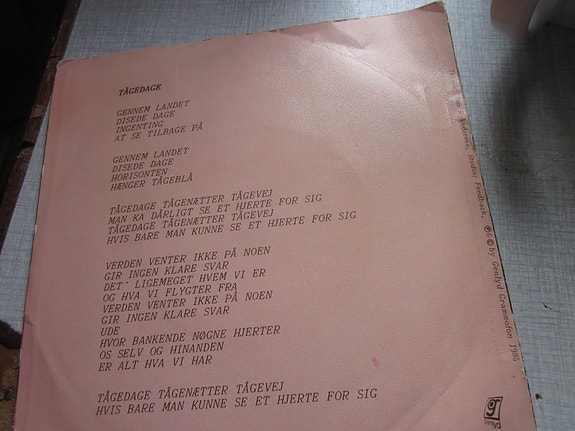 TÅGEDAGE
GENNEM LANDET
DISEDE DAGE
INGENTING
AT SE TILBAGE PÅ
GENNEM LANDET
DISEDE DAGE
HORISONTEN
HÆNGER TÅGEBLÅ
TÅGEDAGE TÅGENÆTTER TÅGEVEJ
MAN KA DÅRLIGT SE ET HJERTE FOR SIG
TÅGEDAGE TÅGENÆTTER TÅGEVEJ
HVIS BARE MAN KUNNE SE ET HJERTE FOR SIG
VERDEN VENTER IKKE PÅ NOEN
GIR INGEN KLARE SVAR
DET' LIGEMEGET HVEM VI ER
OG HVA VI FLYGTER FRA
VERDEN VENTER IKKE PÅ NOEN
GIR INGEN KLARE SVAR
UDE
HVOR BANKENDE NØGNE HJERTER
OS SELV OG HINANDEN
ER ALT HVA VI HAR
TÅGEDAGE TÅGENÆTTER TÅGEVEJ
HVIS BARE MAN KUNNE SE ET HJERTE FOR SIG
Studio: Feedback.
℗ & © by Genlyd Grammofon 1984